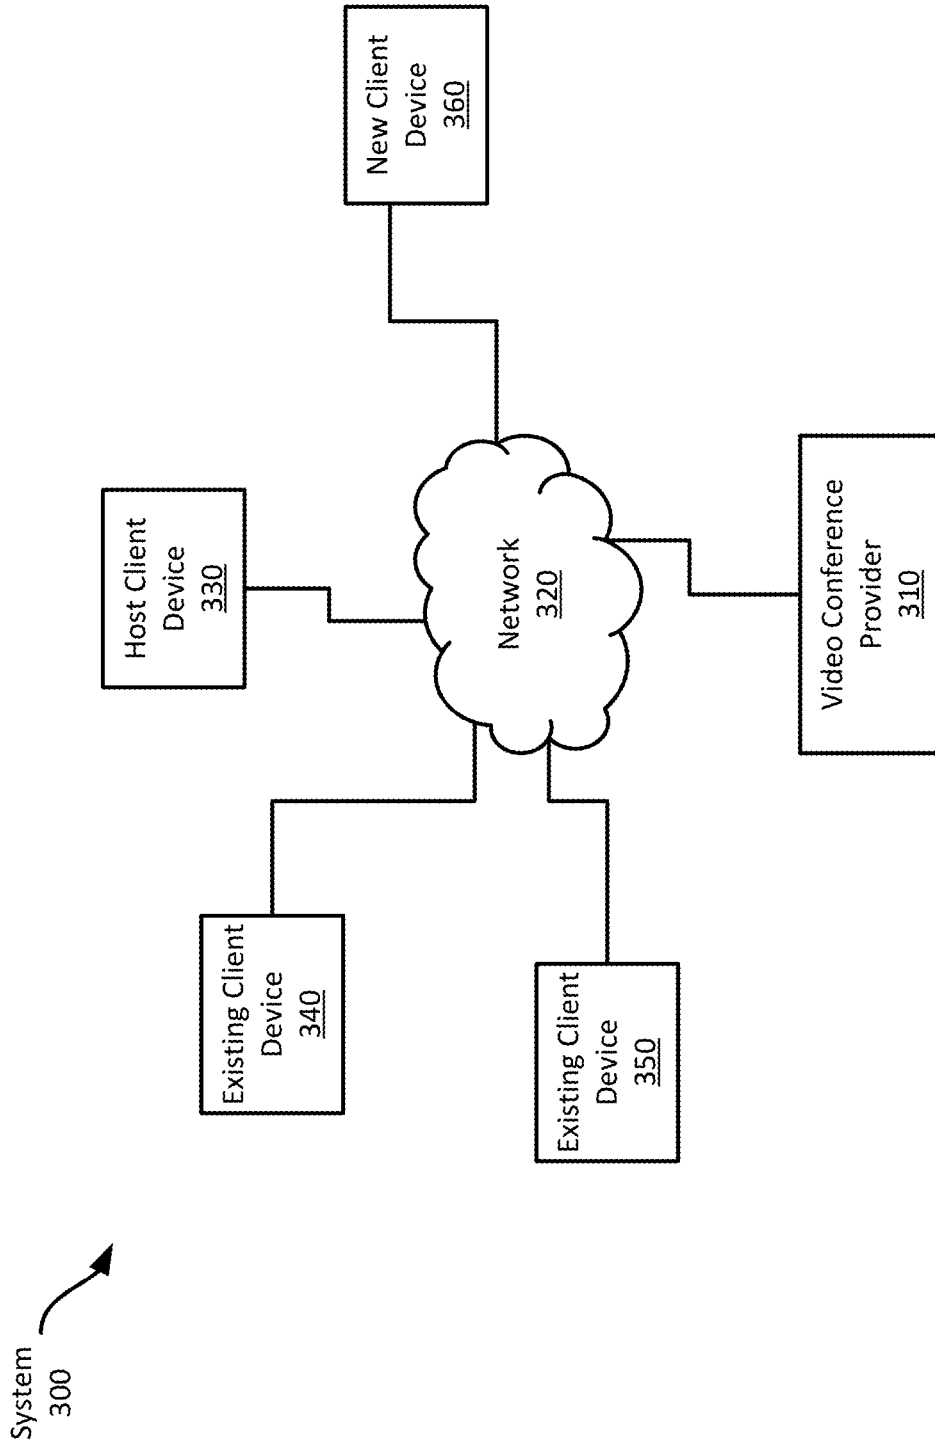 System
300
Existing Client
Device
340
Host Client
Device
330
New Client
Device
360
Network
320
Existing Client
Device
350
Video Conference
Provider
310